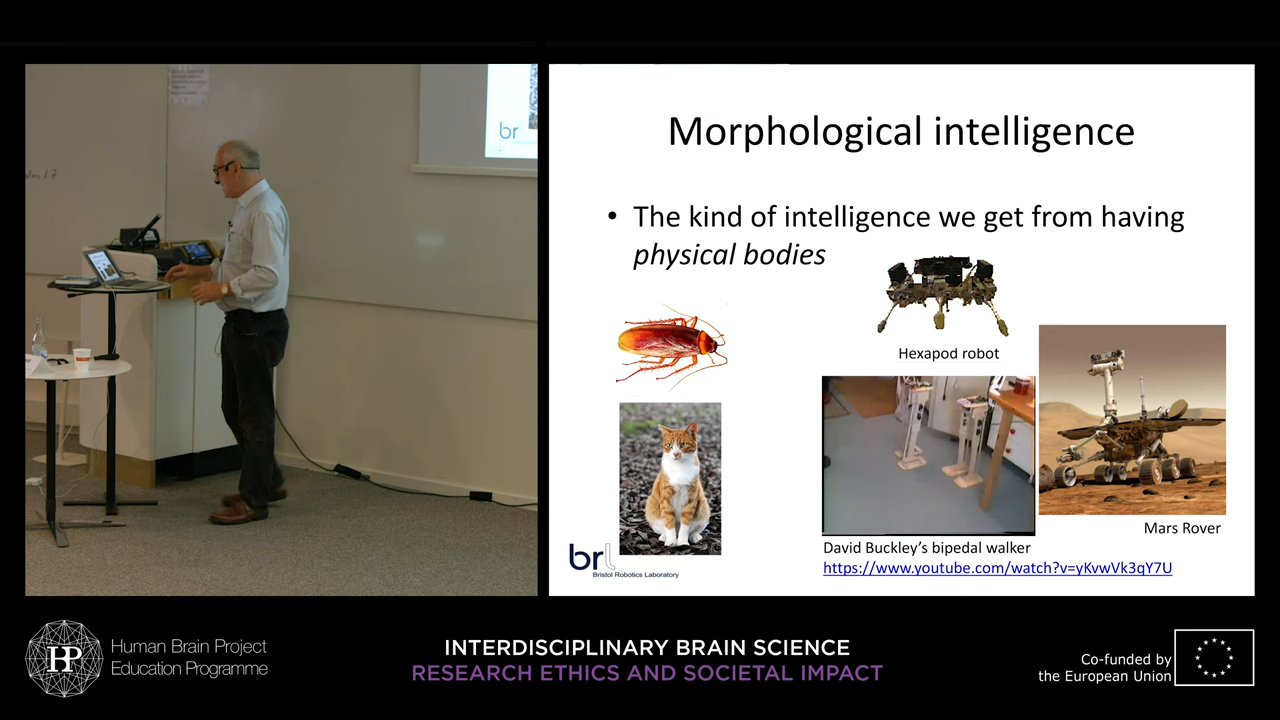 Morphological intelligence
• The kind of intelligence we get from having
physical bodies
Hexapod robot
Mars Rover
David Buckley’s bipedal walker
https://www.youtube.com/watch?v=yKvwVk3qY7U
brl
Bristol Robotics Laboratory
br
HP
Human Brain Project
Education Programme
INTERDISCIPLINARY BRAIN SCIENCE
RESEARCH ETHICS AND SOCIETAL IMPACT
Co-funded by
the European Union